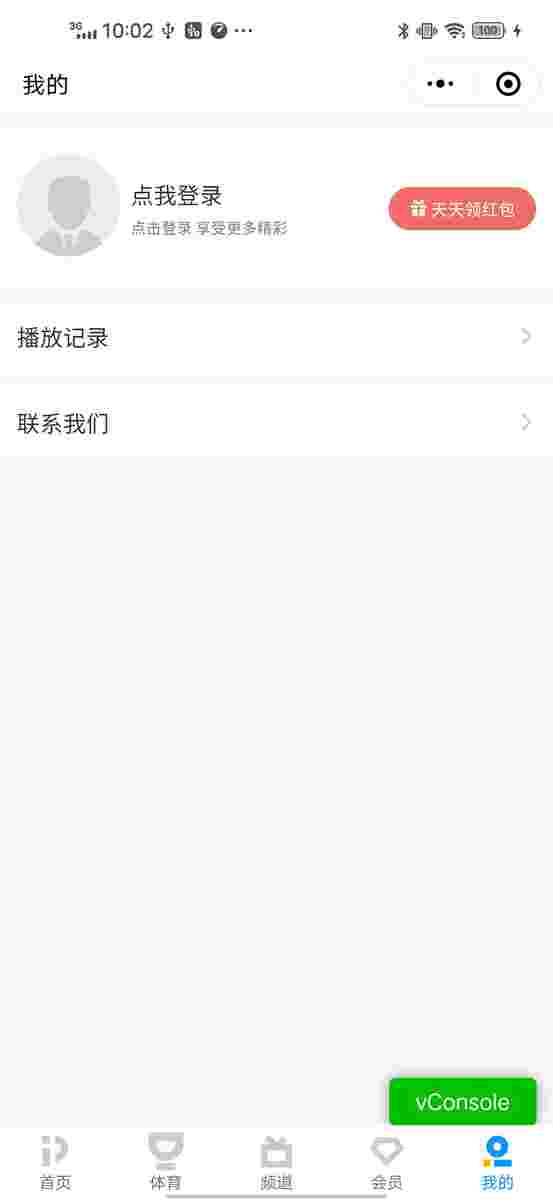 3G 10:02 100
我的
点我登录
点击登录 享受更多精彩
天天领红包
播放记录
联系我们
vConsole
首页 体育 频道 会员 我的